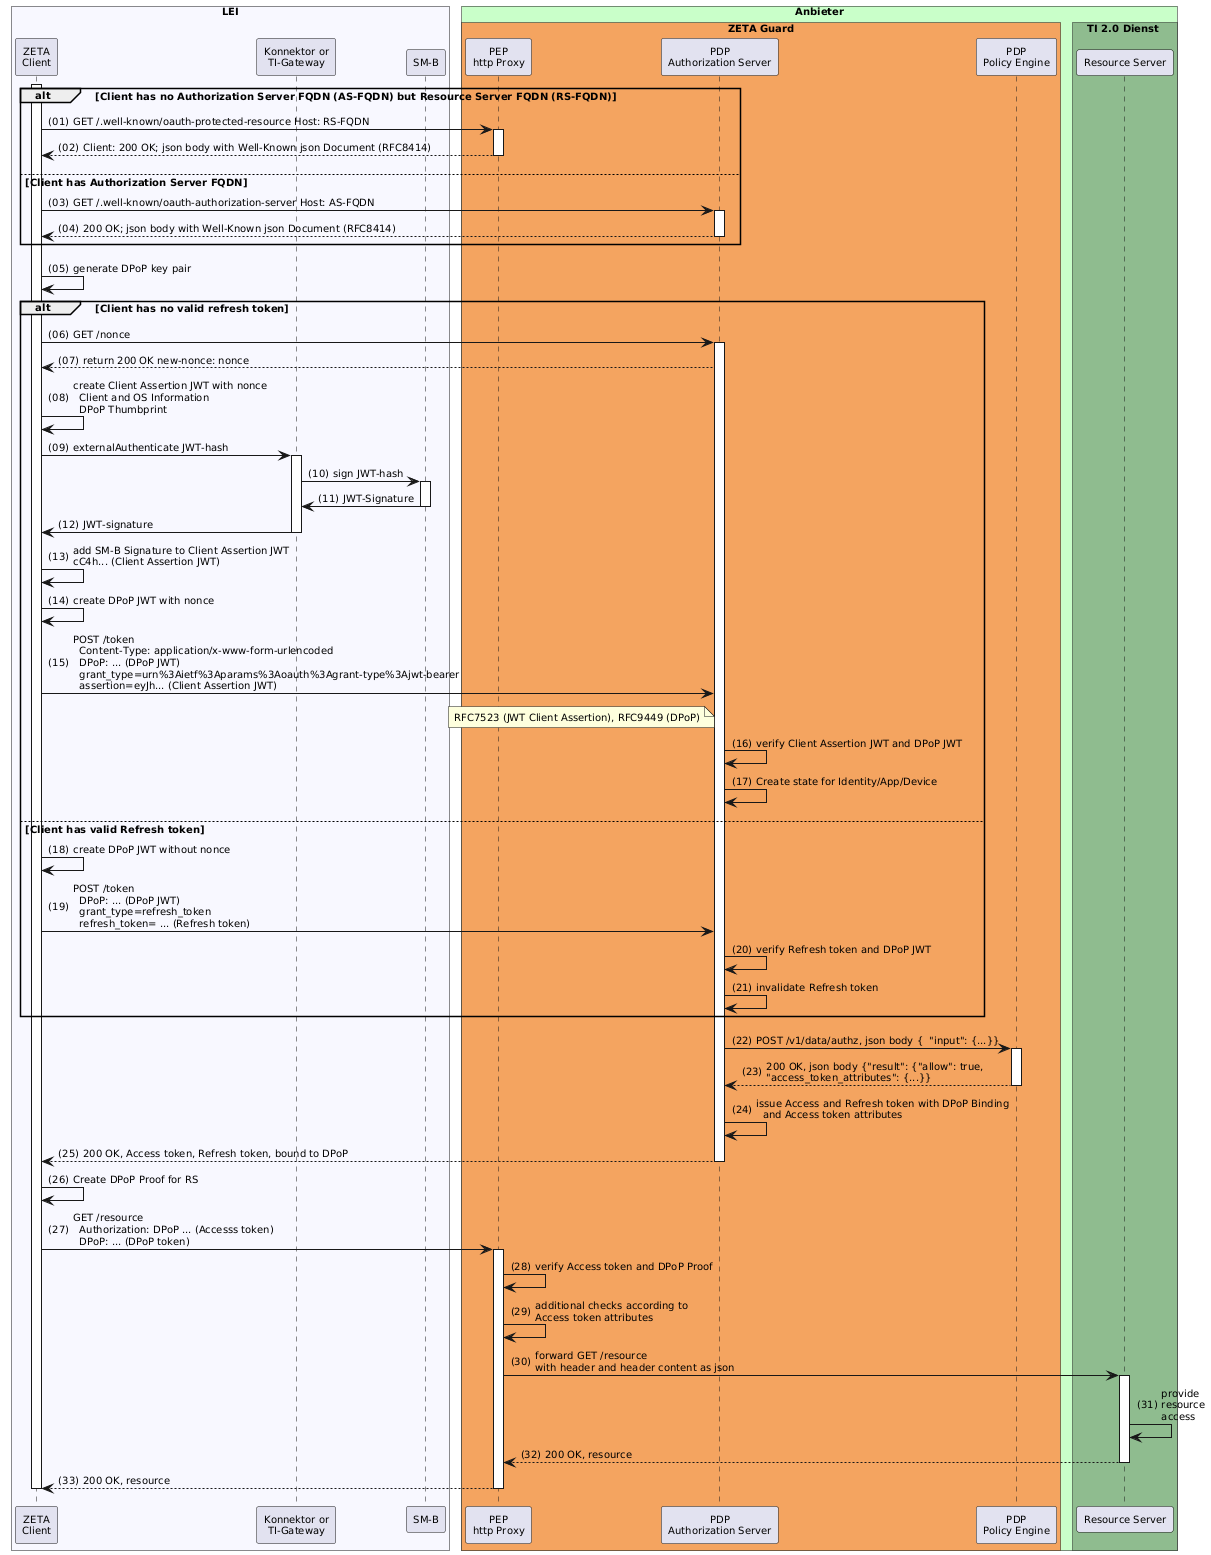 LEI
Anbieter
ZETA Guard
TI 2.0 Dienst
ZETA
Client
Konnektor or
TI-Gateway
SM-B
PEP
http Proxy
PDP
Authorization Server
PDP
Policy Engine
Resource Server
alt
[Client has no Authorization Server FQDN (AS-FQDN) but Resource Server FQDN (RS-FQDN)]
(01) GET /.well-known/oauth-protected-resource Host: RS-FQDN
(02) Client: 200 OK; json body with Well-Known json Document (RFC8414)
[Client has Authorization Server FQDN]
(03) GET /.well-known/oauth-authorization-server Host: AS-FQDN
(04) 200 OK; json body with Well-Known json Document (RFC8414)
(05) generate DPoP key pair
alt
[Client has no valid refresh token]
(06) GET /nonce
(07) return 200 OK new-nonce: nonce
create Client Assertion JWT with nonce
(08) Client and OS Information
DPoP Thumbprint
(09) externalAuthenticate JWT-hash
(10) sign JWT-hash
(11) JWT-Signature
(12) JWT-signature
(13) add SM-B Signature to Client Assertion JWT
cC4h... (Client Assertion JWT)
(14) create DPoP JWT with nonce
POST /token
Content-Type: application/x-www-form-urlencoded
(15) DPoP: ... (DPoP JWT)
grant_type=urn%3Aietf%3Aparams%3Aoauth%3Agrant-type%3Ajwt-bearer
assertion=eyJh... (Client Assertion JWT)
RFC7523 (JWT Client Assertion), RFC9449 (DPoP)
(16) verify Client Assertion JWT and DPoP JWT
(17) Create state for Identity/App/Device
[Client has valid Refresh token]
(18) create DPoP JWT without nonce
POST /token
DPoP: ... (DPoP JWT)
(19) grant_type=refresh_token
refresh_token= ... (Refresh token)
(20) verify Refresh token and DPoP JWT
(21) invalidate Refresh token
(22) POST /v1/data/authz, json body {  "input": {...}}
(23) 200 OK, json body {"result": {"allow": true,
"access_token_attributes": {...}}
(24) issue Access and Refresh token with DPoP Binding
and Access token attributes
(25) 200 OK, Access token, Refresh token, bound to DPoP
(26) Create DPoP Proof for RS
GET /resource
(27) Authorization: DPoP ... (Accesss token)
DPoP: ... (DPoP token)
(28) verify Access token and DPoP Proof
(29) additional checks according to
Access token attributes
(30) forward GET /resource
with header and header content as json
provide
(31) resource
access
(32) 200 OK, resource
(33) 200 OK, resource
ZETA
Client
Konnektor or
TI-Gateway
SM-B
PEP
http Proxy
PDP
Authorization Server
PDP
Policy Engine
Resource Server